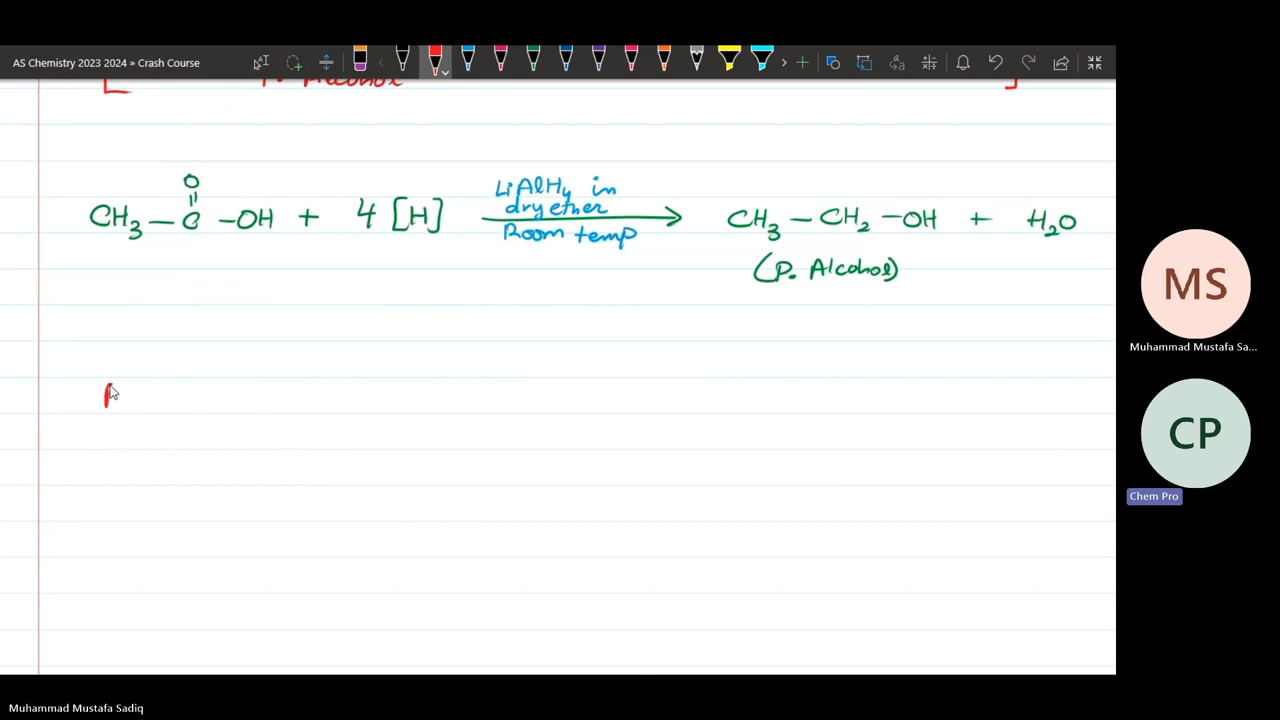 AS Chemistry 2023 2024 » Crash Course
P. Alcohol
O
CH3 — C — OH + 4 [H] LiAlH4 in dry ether Room temp → CH3 — CH2 — OH + H2O
(P. Alcohol)
MS
Muhammad Mustafa Sa...
CP
Chem Pro
Muhammad Mustafa Sadiq